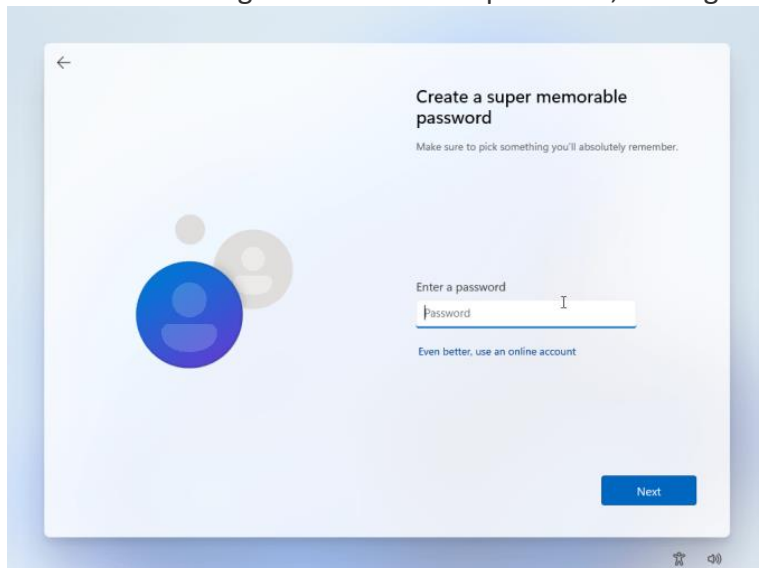 Create a super memorable
password
Make sure to pick something you'll absolutely remember.
Enter a password
Password
Even better, use an online account
Next